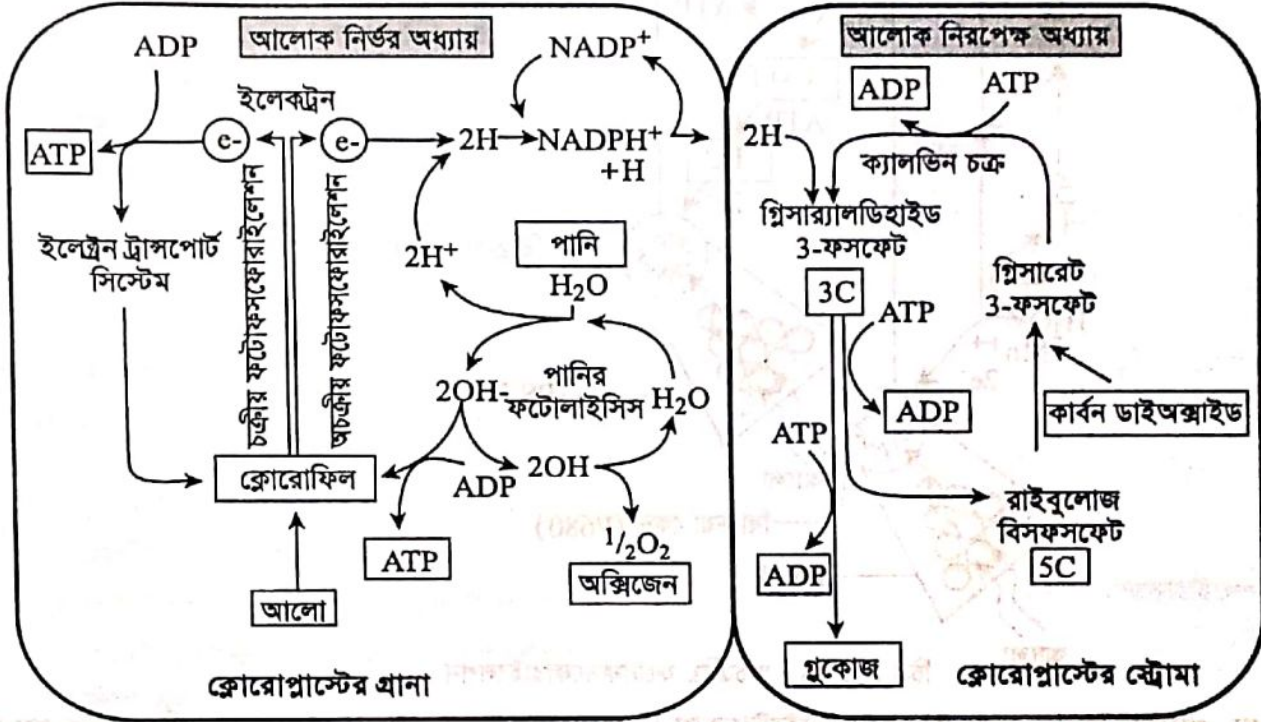 আলোক নির্ভর অধ্যায়
ADP
NADP+
ইলেকট্রন
e-
e-
ATP
2H
NADPH+
+H
চক্রীয় ফটোফসফোরাইলেশন
অচক্রীয় ফটোফসফোরাইলেশন
ইলেক্ট্রন ট্রান্সপোর্ট
সিস্টেম
2H+
পানি
H2O
2OH-
পানির
ফটোলাইসিস
H2O
ক্লোরোফিল
ADP
2OH
ATP
1/2O2
অক্সিজেন
আলো
ক্লোরোপ্লাস্টের গ্রানা
আলোক নিরপেক্ষ অধ্যায়
ADP
ATP
2H
ক্যালভিন চক্র
গ্লিসার‍্যালডিহাইড
3-ফসফেট
3C
গ্লিসারেট
3-ফসফেট
ATP
ADP
কার্বন ডাইঅক্সাইড
ATP
রাইবুলোজ
বিসফসফেট
5C
ADP
গ্লুকোজ
ক্লোরোপ্লাস্টের স্ট্রোমা